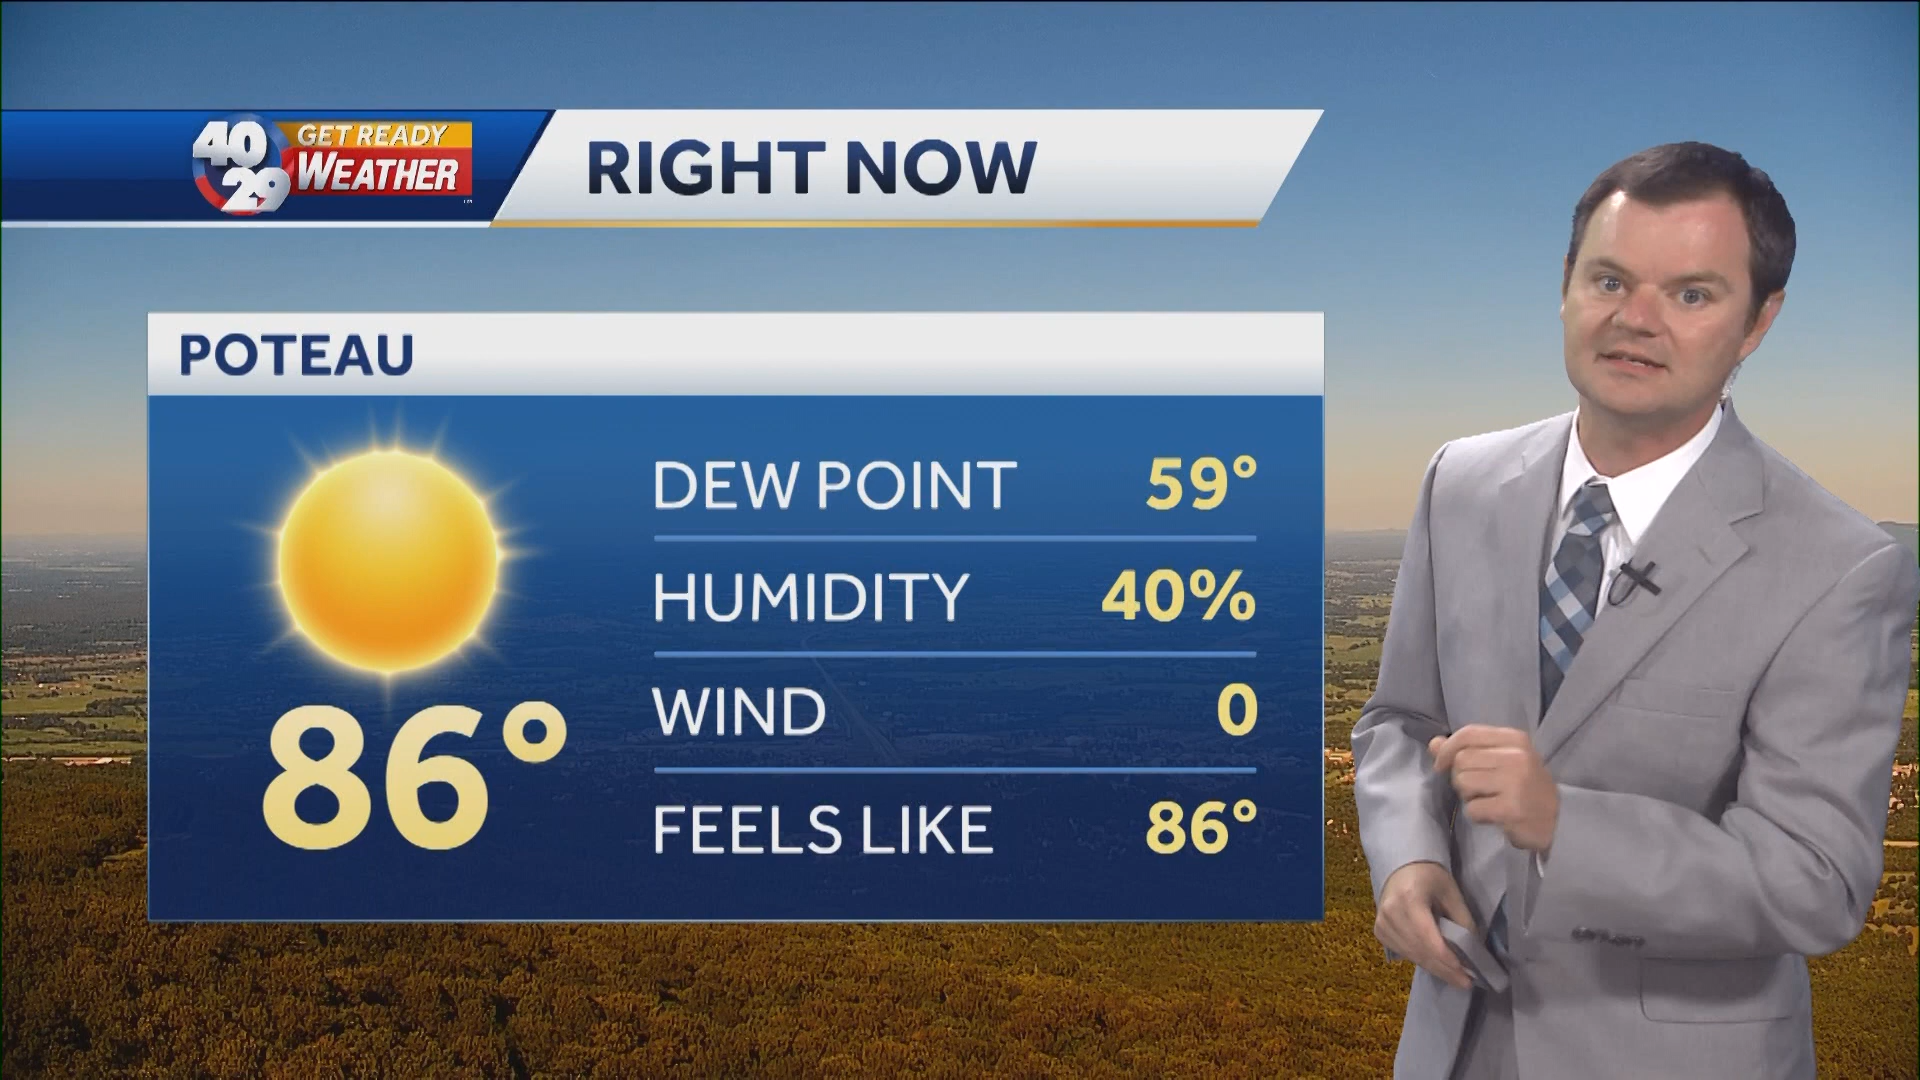 40
29
GET READY
WEATHER
RIGHT NOW
POTEAU
86°
DEW POINT 59°
HUMIDITY 40%
WIND 0
FEELS LIKE 86°